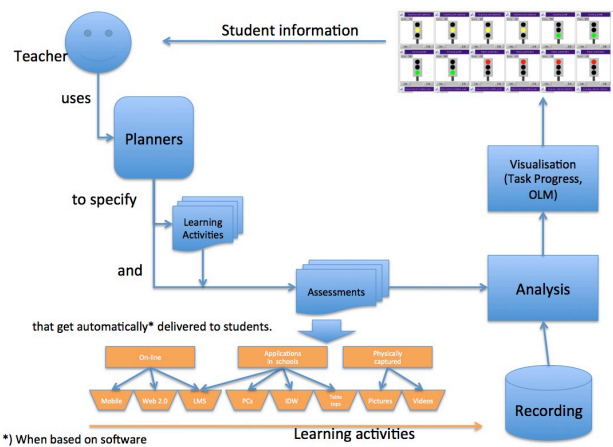 Student information
Teacher
uses
Planners
Visualisation
(Task Progress,
OLM)
to specify
Learning
Activities
and
Assessments
Analysis
that get automatically* delivered to students.
On-line
Applications
in schools
Physically
captured
Mobile
Web 2.0
LMS
PCs
IDW
Table
tops
Pictures
Videos
Recording
Learning activities
*) When based on software